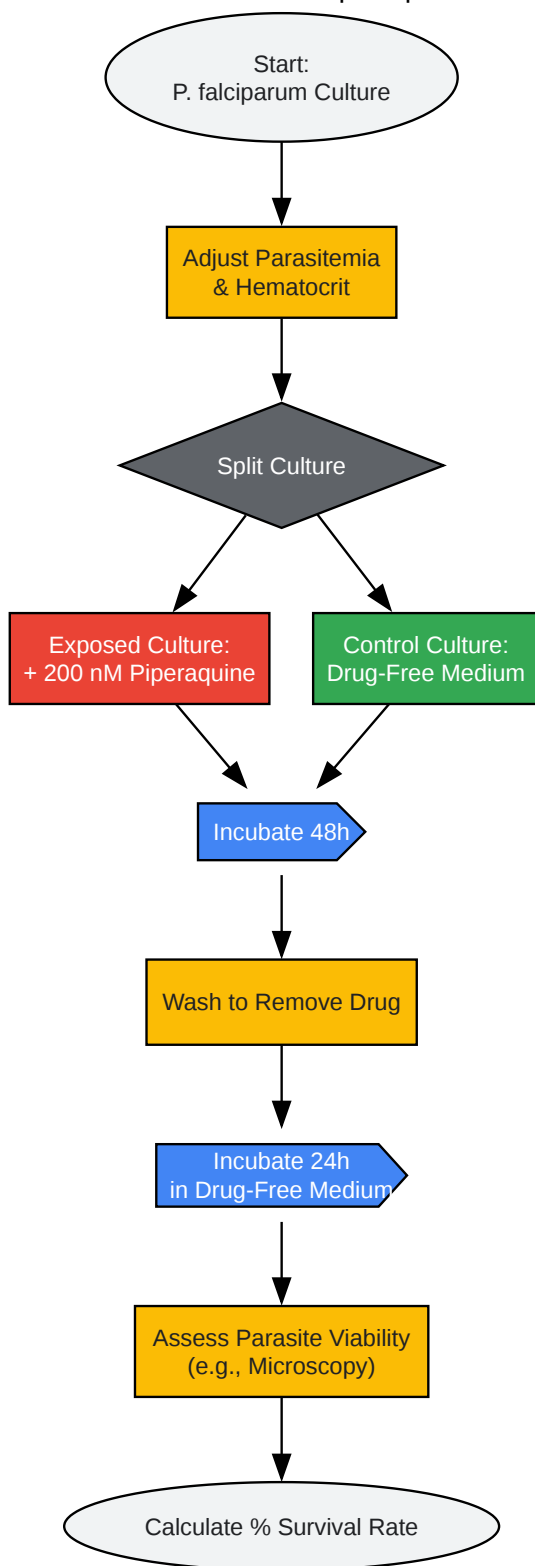 Start:
P. falciparum Culture
Adjust Parasitemia
& Hematocrit
Split Culture
Exposed Culture:
+ 200 nM Piperaquine
Control Culture:
Drug-Free Medium
Incubate 48h
Wash to Remove Drug
Incubate 24h
in Drug-Free Medium
Assess Parasite Viability
(e.g., Microscopy)
Calculate % Survival Rate